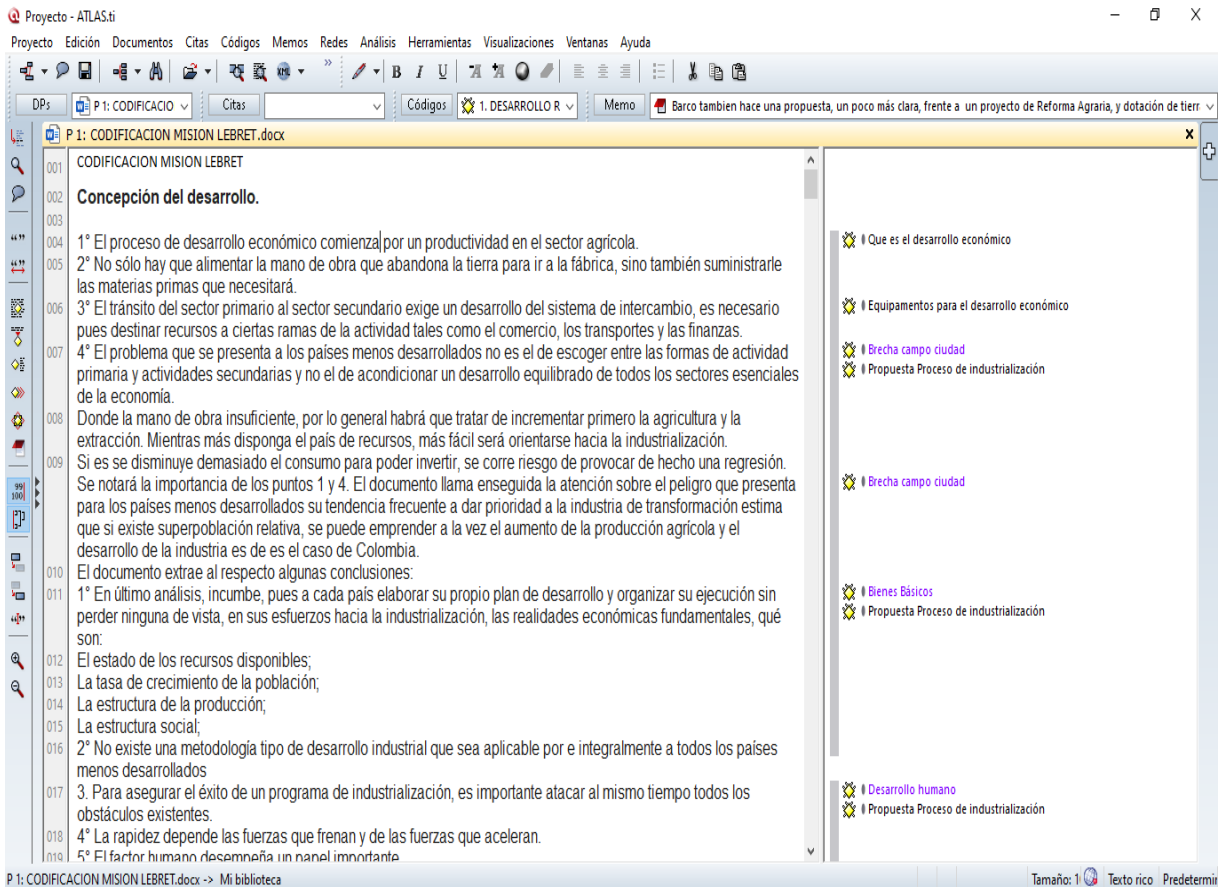 Proyecto - ATLAS.ti
Proyecto Edición Documentos Citas Códigos Memos Redes Análisis Herramientas Visualizaciones Ventanas Ayuda
B I U
DPs P 1: CODIFICACIO Citas Códigos 1. DESARROLLO R Memo Barco tambien hace una propuesta, un poco más clara, frente a un proyecto de Reforma Agraria, y dotación de tierr
P 1: CODIFICACION MISION LEBRET.docx
001 CODIFICACION MISION LEBRET
002 Concepción del desarrollo.
003
004 1° El proceso de desarrollo económico comienza por un productividad en el sector agrícola.
Que es el desarrollo económico
005 2° No sólo hay que alimentar la mano de obra que abandona la tierra para ir a la fábrica, sino también suministrarle
las materias primas que necesitará.
006 3° El tránsito del sector primario al sector secundario exige un desarrollo del sistema de intercambio, es necesario
Equipamentos para el desarrollo económico
pues destinar recursos a ciertas ramas de la actividad tales como el comercio, los transportes y las finanzas.
007 4° El problema que se presenta a los países menos desarrollados no es el de escoger entre las formas de actividad
Brecha campo ciudad
primaria y actividades secundarias y no el de acondicionar un desarrollo equilibrado de todos los sectores esenciales
Propuesta Proceso de industrialización
de la economía.
008 Donde la mano de obra insuficiente, por lo general habrá que tratar de incrementar primero la agricultura y la
extracción. Mientras más disponga el país de recursos, más fácil será orientarse hacia la industrialización.
009 Si es se disminuye demasiado el consumo para poder invertir, se corre riesgo de provocar de hecho una regresión.
Se notará la importancia de los puntos 1 y 4. El documento llama enseguida la atención sobre el peligro que presenta
Brecha campo ciudad
para los países menos desarrollados su tendencia frecuente a dar prioridad a la industria de transformación estima
que si existe superpoblación relativa, se puede emprender a la vez el aumento de la producción agrícola y el
desarrollo de la industria es de es el caso de Colombia.
010 El documento extrae al respecto algunas conclusiones:
011 1° En último análisis, incumbe, pues a cada país elaborar su propio plan de desarrollo y organizar su ejecución sin
Bienes Básicos
perder ninguna de vista, en sus esfuerzos hacia la industrialización, las realidades económicas fundamentales, qué
Propuesta Proceso de industrialización
son:
012 El estado de los recursos disponibles;
013 La tasa de crecimiento de la población;
014 La estructura de la producción;
015 La estructura social;
016 2° No existe una metodología tipo de desarrollo industrial que sea aplicable por e integralmente a todos los países
menos desarrollados
017 3. Para asegurar el éxito de un programa de industrialización, es importante atacar al mismo tiempo todos los
Desarrollo humano
obstáculos existentes.
Propuesta Proceso de industrialización
018 4° La rapidez depende las fuerzas que frenan y de las fuerzas que aceleran.
019 5° El factor humano desempeña un papel importante
P 1: CODIFICACION MISION LEBRET.docx -> Mi biblioteca
Tamaño: 1 Texto rico Predetermin